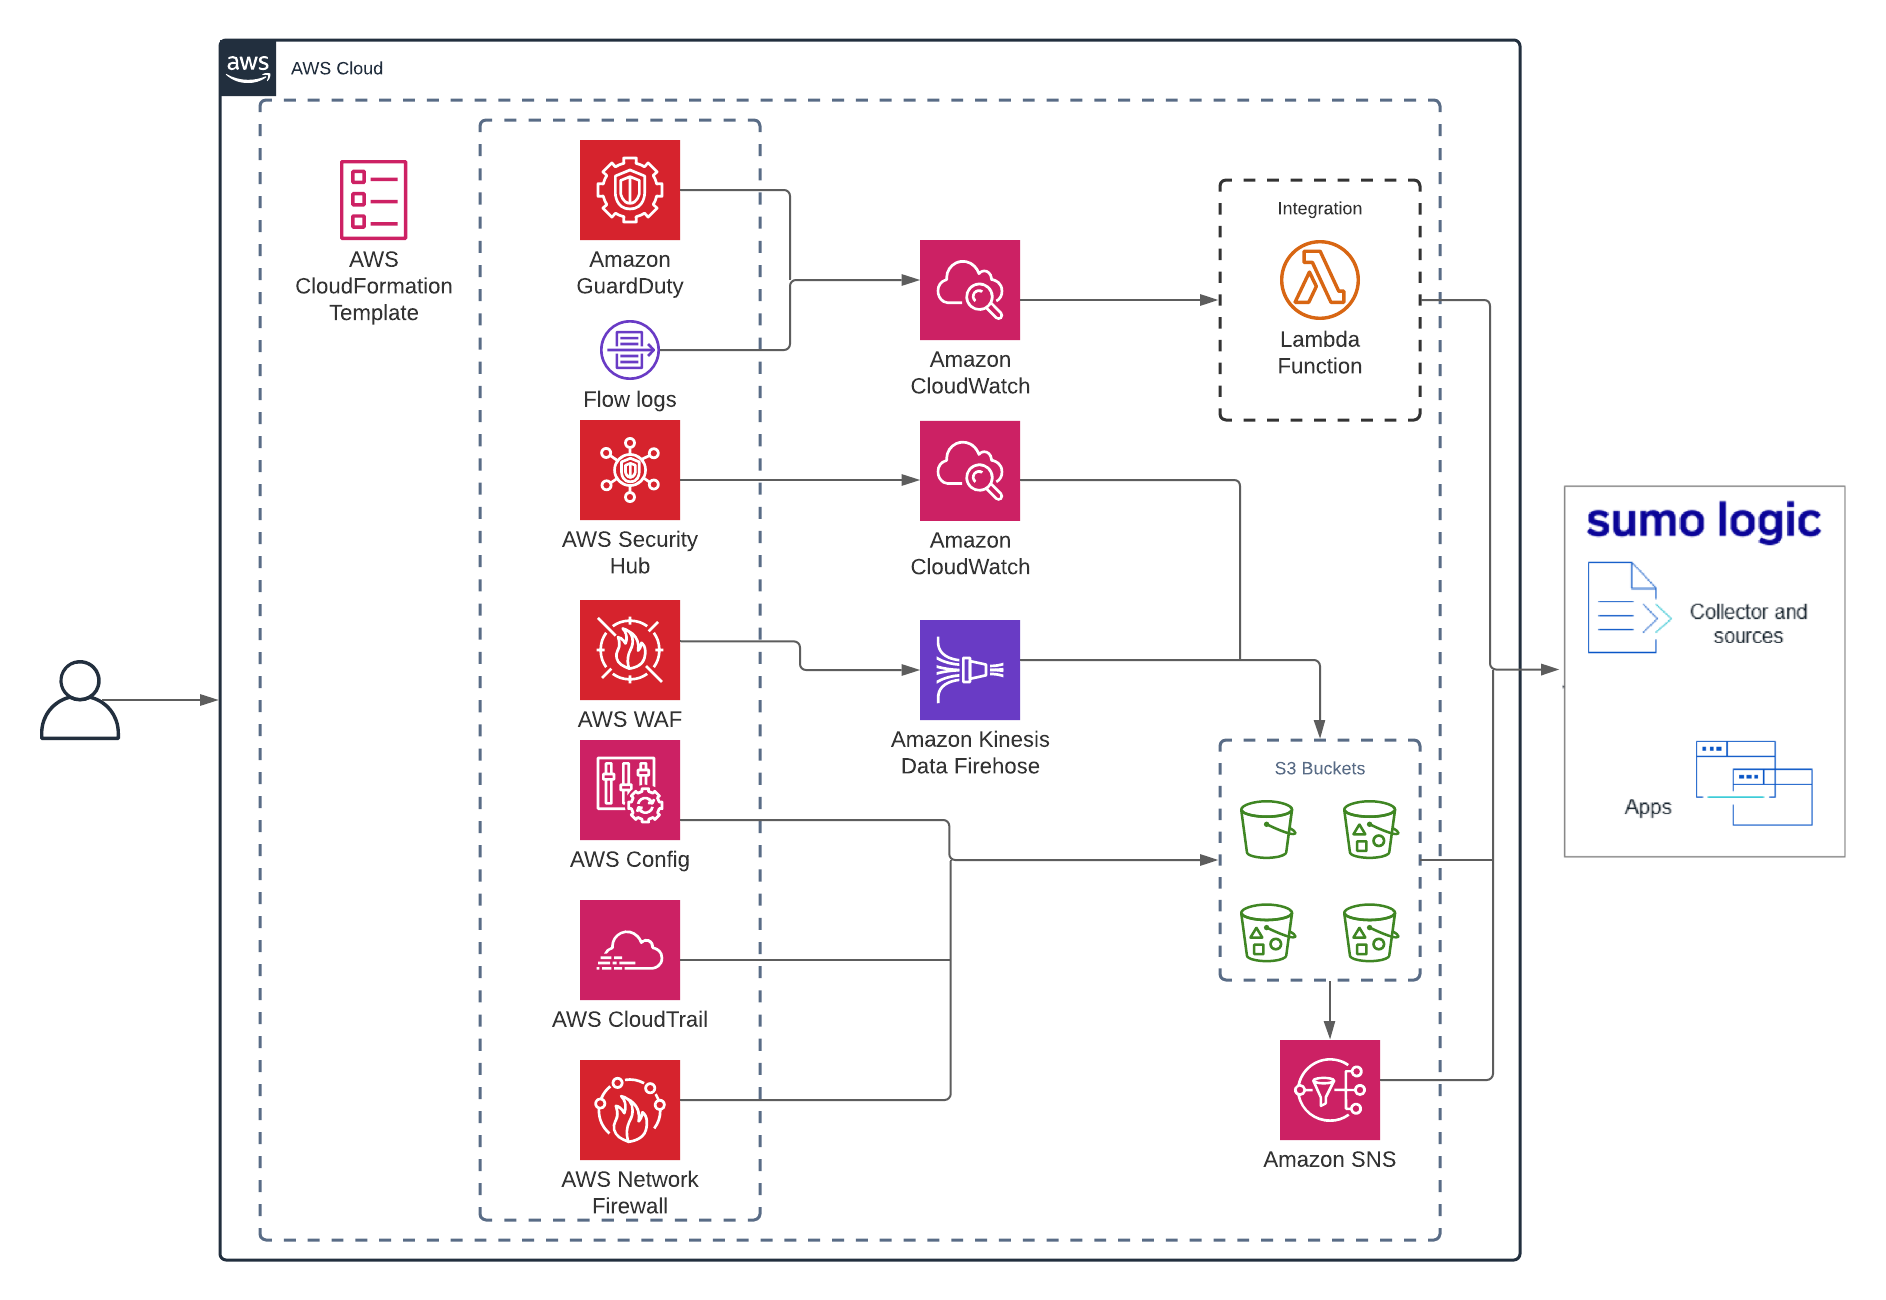 aws
AWS Cloud
AWS
CloudFormation
Template
Amazon
GuardDuty
Flow logs
AWS Security
Hub
AWS WAF
AWS Config
AWS CloudTrail
AWS Network
Firewall
Amazon
CloudWatch
Amazon
CloudWatch
Amazon Kinesis
Data Firehose
Integration
Lambda
Function
S3 Buckets
Amazon SNS
sumo logic
Collector and
sources
Apps